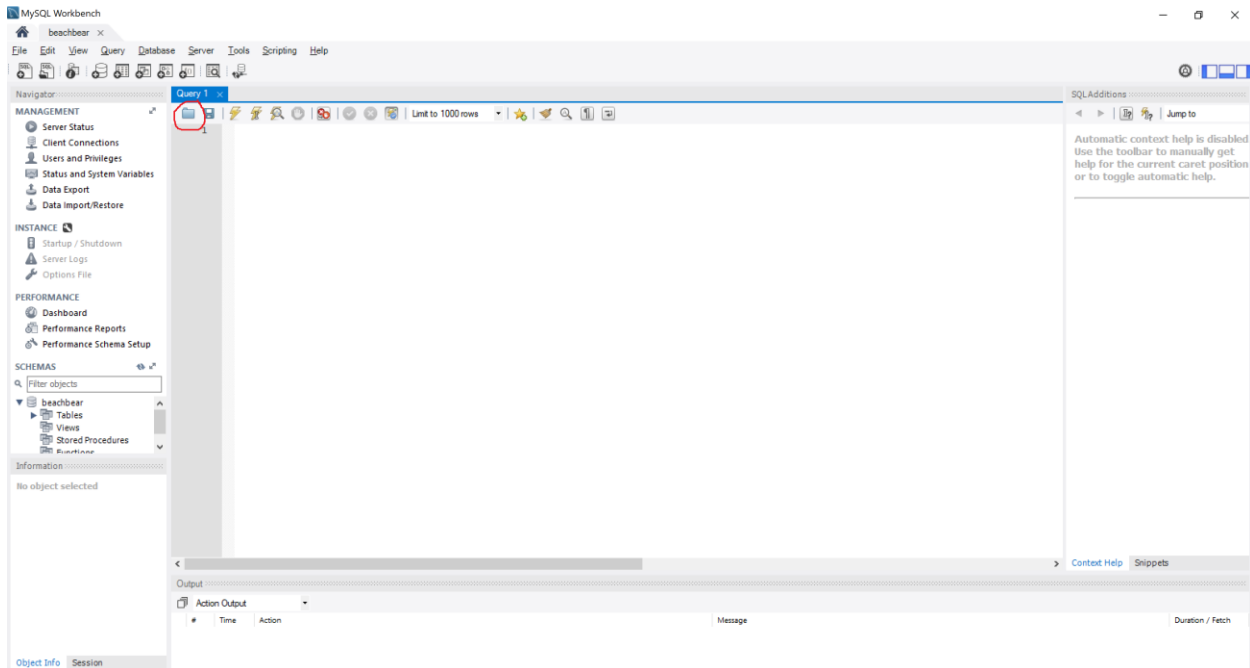 MySQL Workbench
beachbear
File Edit View Query Database Server Tools Scripting Help
Navigator
MANAGEMENT
Server Status
Client Connections
Users and Privileges
Status and System Variables
Data Export
Data Import/Restore
INSTANCE
Startup / Shutdown
Server Logs
Options File
PERFORMANCE
Dashboard
Performance Reports
Performance Schema Setup
SCHEMAS
Filter objects
beachbear
Tables
Views
Stored Procedures
Functions
Information
No object selected
Object Info Session
Query 1
Limit to 1000 rows
1
Output
Action Output
# Time Action Message Duration / Fetch
SQLAdditions
Jump to
Automatic context help is disabled
Use the toolbar to manually get
help for the current caret position
or to toggle automatic help.
Context Help Snippets